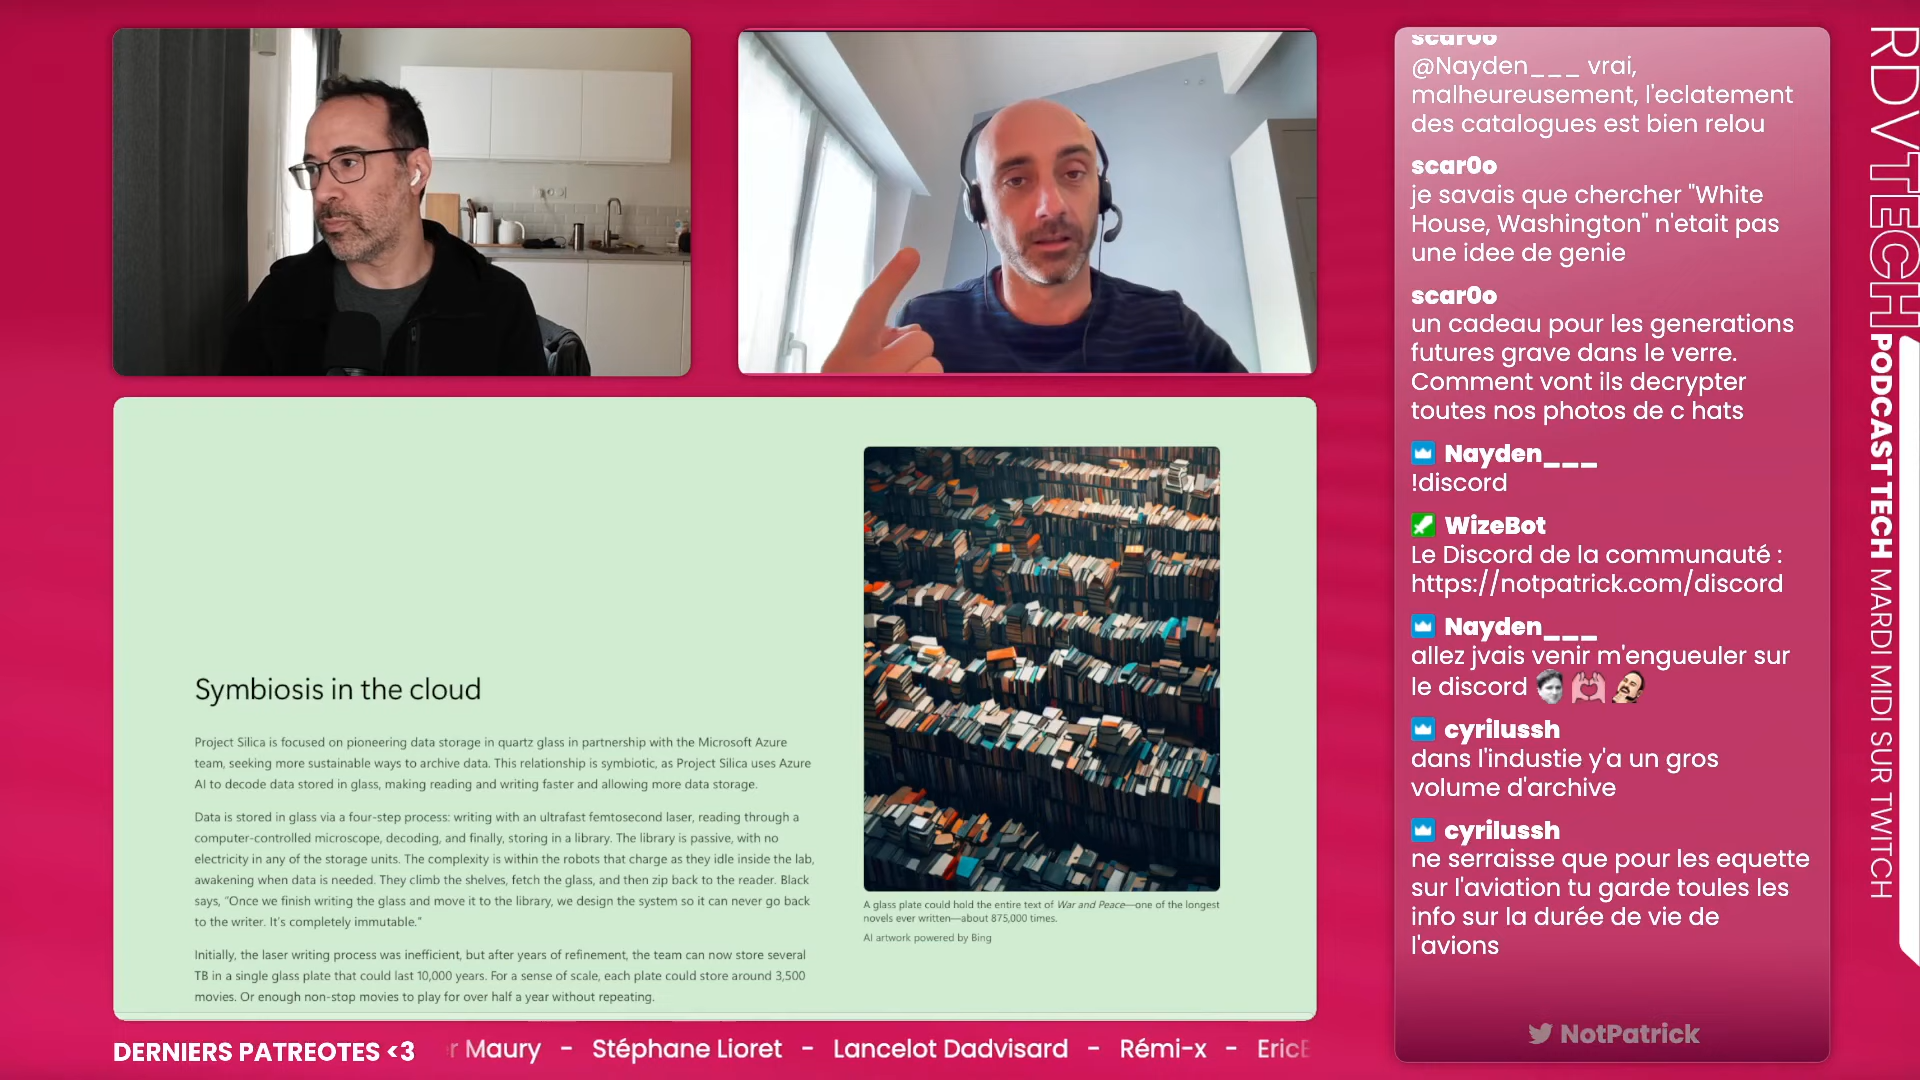 Symbiosis in the cloud
Project Silica is focused on pioneering data storage in quartz glass in partnership with the Microsoft Azure
team, seeking more sustainable ways to archive data. This relationship is symbiotic, as Project Silica uses Azure
AI to decode data stored in glass, making reading and writing faster and allowing more data storage.
Data is stored in glass via a four-step process: writing with an ultrafast femtosecond laser, reading through a
computer-controlled microscope, decoding, and finally, storing in a library. The library is passive, with no
electricity in any of the storage units. The complexity is within the robots that charge as they idle inside the lab,
awakening when data is needed. They climb the shelves, fetch the glass, and then zip back to the reader. Black
says, “Once we finish writing the glass and move it to the library, we design the system so it can never go back
to the writer. It’s completely immutable.”
Initially, the laser writing process was inefficient, but after years of refinement, the team can now store several
TB in a single glass plate that could last 10,000 years. For a sense of scale, each plate could store around 3,500
movies. Or enough non-stop movies to play for over half a year without repeating.
A glass plate could hold the entire text of War and Peace—one of the longest
novels ever written—about 875,000 times.
AI artwork powered by Bing
DERNIERS PATREOTES <3
r Maury - Stéphane Lioret - Lancelot Dadvisard - Rémi-x - Eric
scar0o
@Nayden___ vrai,
malheureusement, l'eclatement
des catalogues est bien relou
scar0o
je savais que chercher "White
House, Washington" n'etait pas
une idee de genie
scar0o
un cadeau pour les generations
futures grave dans le verre.
Comment vont ils decrypter
toutes nos photos de c hats
Nayden___
!discord
WizeBot
Le Discord de la communauté :
https://notpatrick.com/discord
Nayden___
allez jvais venir m'engueuler sur
le discord
cyrilussh
dans l'industie y'a un gros
volume d'archive
cyrilussh
ne serraisse que pour les equette
sur l'aviation tu garde toules les
info sur la durée de vie de
l'avions
NotPatrick
RDVTECH PODCAST TECH MARDI MIDI SUR TWITCH